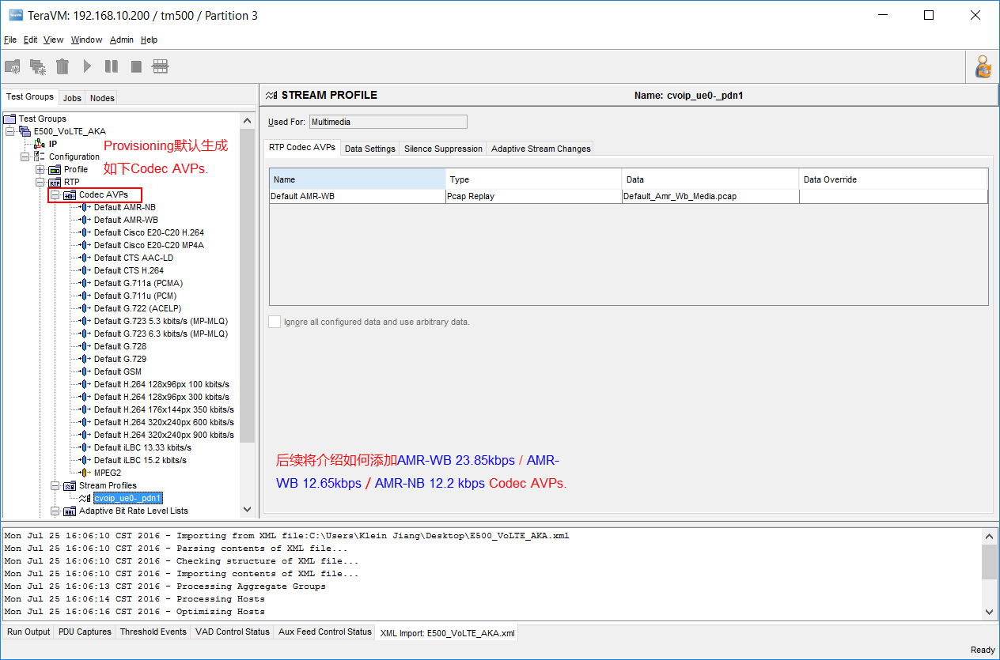 TeraVM: 192.168.10.200 / tm500 / Partition 3
File Edit View Window Admin Help
Test Groups Jobs Nodes
Test Groups
E500_VoLTE_AKA
IP
Configuration
Profile
RTP
Codec AVPs
Default AMR-NB
Default AMR-WB
Default Cisco E20-C20 H.264
Default Cisco E20-C20 MP4A
Default CTS AAC-LD
Default CTS H.264
Default G.711a (PCMA)
Default G.711u (PCM)
Default G.722 (ACELP)
Default G.723 5.3 kbits/s (MP-MLQ)
Default G.723 6.3 kbits/s (MP-MLQ)
Default G.728
Default G.729
Default GSM
Default H.264 128x96px 100 kbits/s
Default H.264 128x96px 300 kbits/s
Default H.264 176x144px 350 kbits/s
Default H.264 320x240px 600 kbits/s
Default H.264 320x240px 900 kbits/s
Default iLBC 13.33 kbits/s
Default iLBC 15.2 kbits/s
MPEG2
Stream Profiles
cvoip_ue0-_pdn1
Adaptive Bit Rate Level Lists
Provisioning默认生成
如下Codec AVPs.
STREAM PROFILE Name: cvoip_ue0-_pdn1
Used For: Multimedia
RTP Codec AVPs Data Settings Silence Suppression Adaptive Stream Changes
Name Type Data Data Override
Default AMR-WB Pcap Replay Default_Amr_Wb_Media.pcap
Ignore all configured data and use arbitrary data.
后续将介绍如何添加AMR-WB 23.85kbps / AMR-
WB 12.65kbps / AMR-NB 12.2 kbps Codec AVPs.
Mon Jul 25 16:06:10 CST 2016 - Importing from XML file:C:\Users\Klein Jiang\Desktop\E500_VoLTE_AKA.xml
Mon Jul 25 16:06:10 CST 2016 - Parsing contents of XML file...
Mon Jul 25 16:06:10 CST 2016 - Checking structure of XML file...
Mon Jul 25 16:06:10 CST 2016 - Importing contents of XML file...
Mon Jul 25 16:06:13 CST 2016 - Processing Aggregate Groups
Mon Jul 25 16:06:14 CST 2016 - Processing Hosts
Mon Jul 25 16:06:16 CST 2016 - Optimizing Hosts
Run Output PDU Captures Threshold Events VAD Control Status Aux Feed Control Status XML Import: E500_VoLTE_AKA.xml
Ready